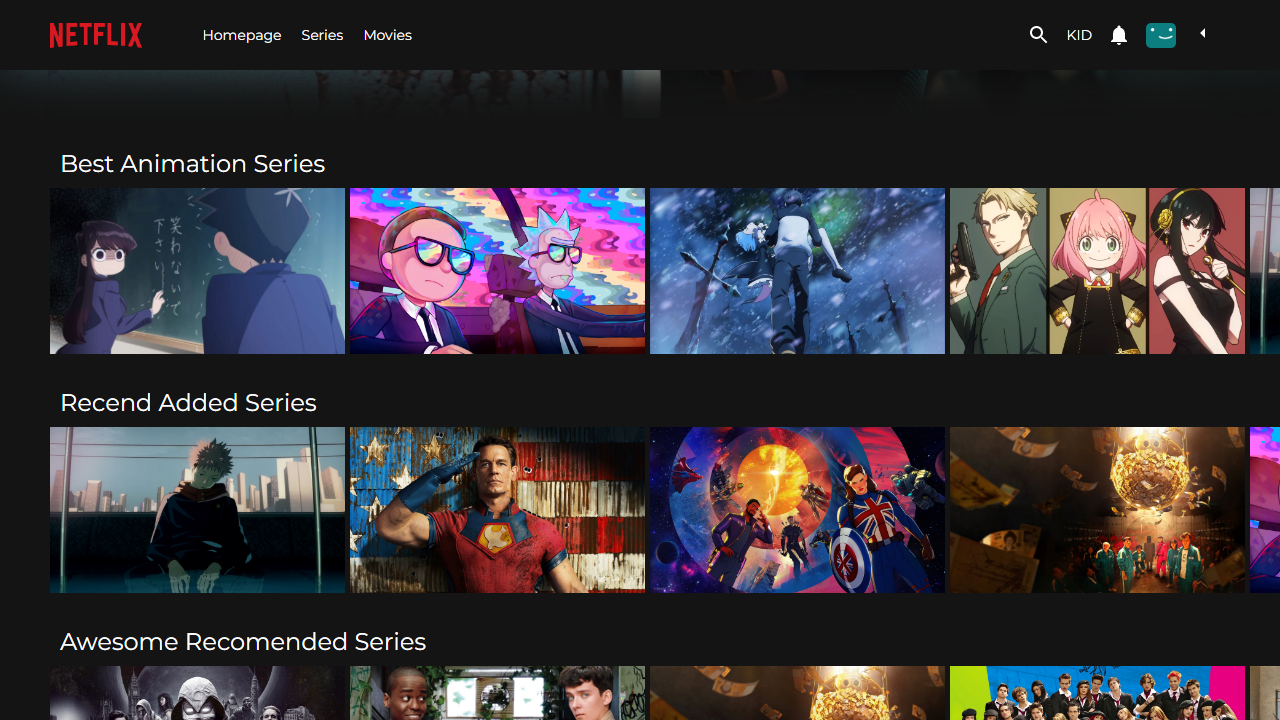 NETFLIX
Homepage Series Movies
KID
Best Animation Series
笑わないで
下さい
Recend Added Series
Awesome Recomended Series